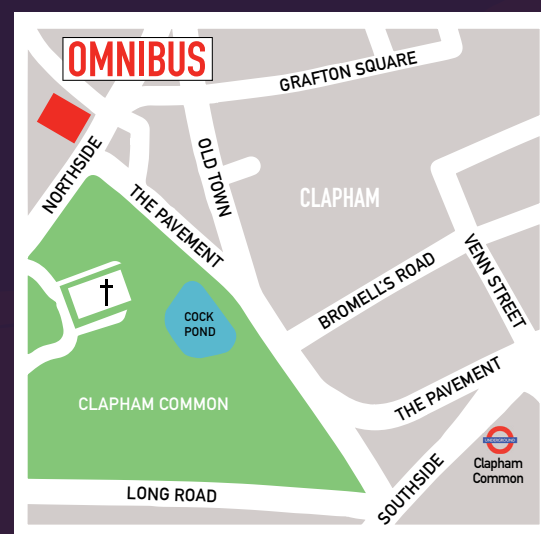 OMNIBUS
GRAFTON SQUARE
NORTHSIDE
OLD TOWN
THE PAVEMENT
CLAPHAM
VENN STREET
BROMELL'S ROAD
COCK
POND
THE PAVEMENT
CLAPHAM COMMON
UNDERGROUND
Clapham
Common
LONG ROAD
SOUTHSIDE